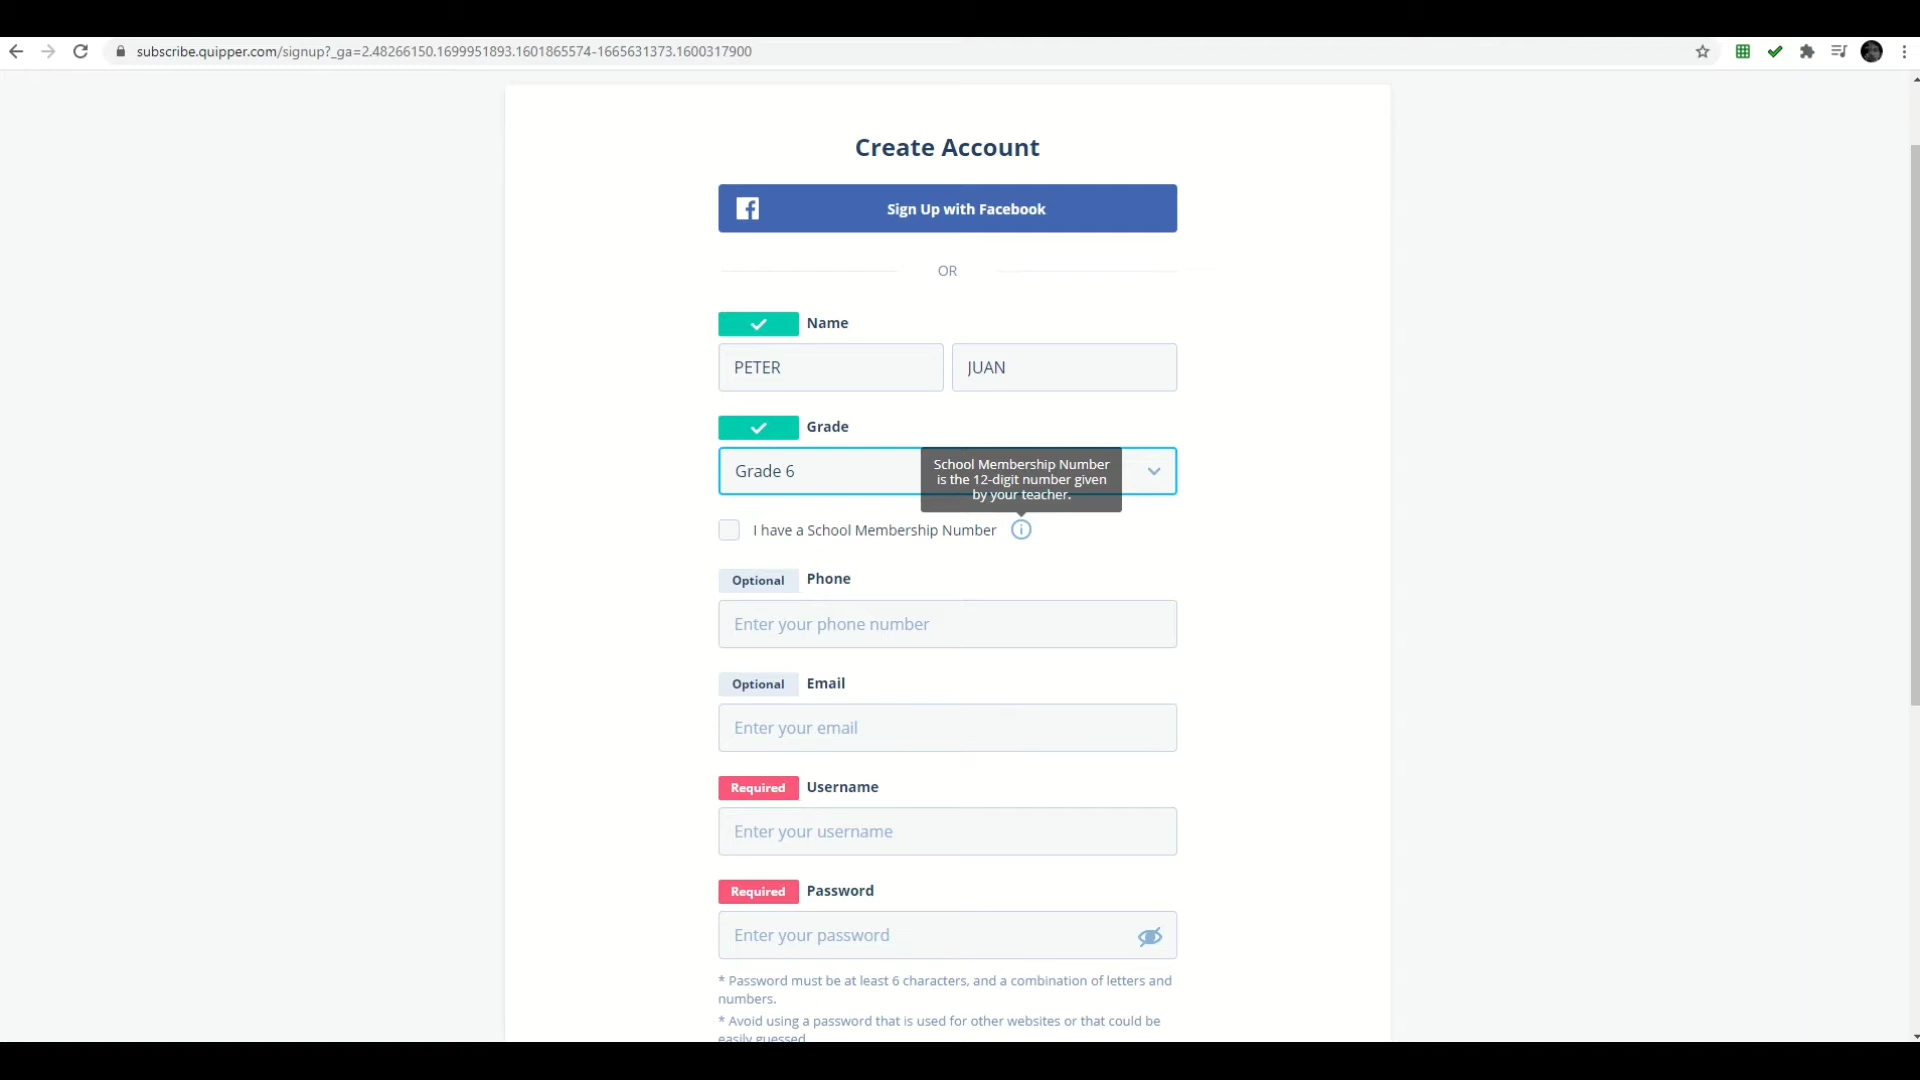 subscribe.quipper.com/signup?_ga=2.48266150.1699951893.1601865574-1665631373.1600317900
Create Account
Sign Up with Facebook
OR
Name
PETER JUAN
Grade
Grade 6
School Membership Number
is the 12-digit number given
by your teacher.
I have a School Membership Number
Optional Phone
Enter your phone number
Optional Email
Enter your email
Required Username
Enter your username
Required Password
Enter your password
* Password must be at least 6 characters, and a combination of letters and
numbers.
* Avoid using a password that is used for other websites or that could be
easily guessed